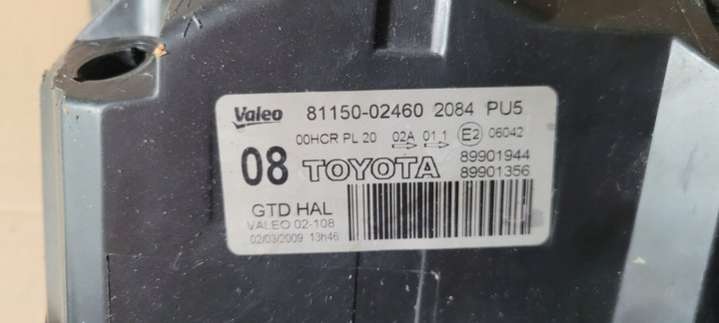 Valeo 81150-02460 2084 PU5
00HCR PL 20 02A 01 1 E2 06042
08 TOYOTA 89901944
89901356
GTD HAL
VALEO 02-108
02/03/2009 13h46